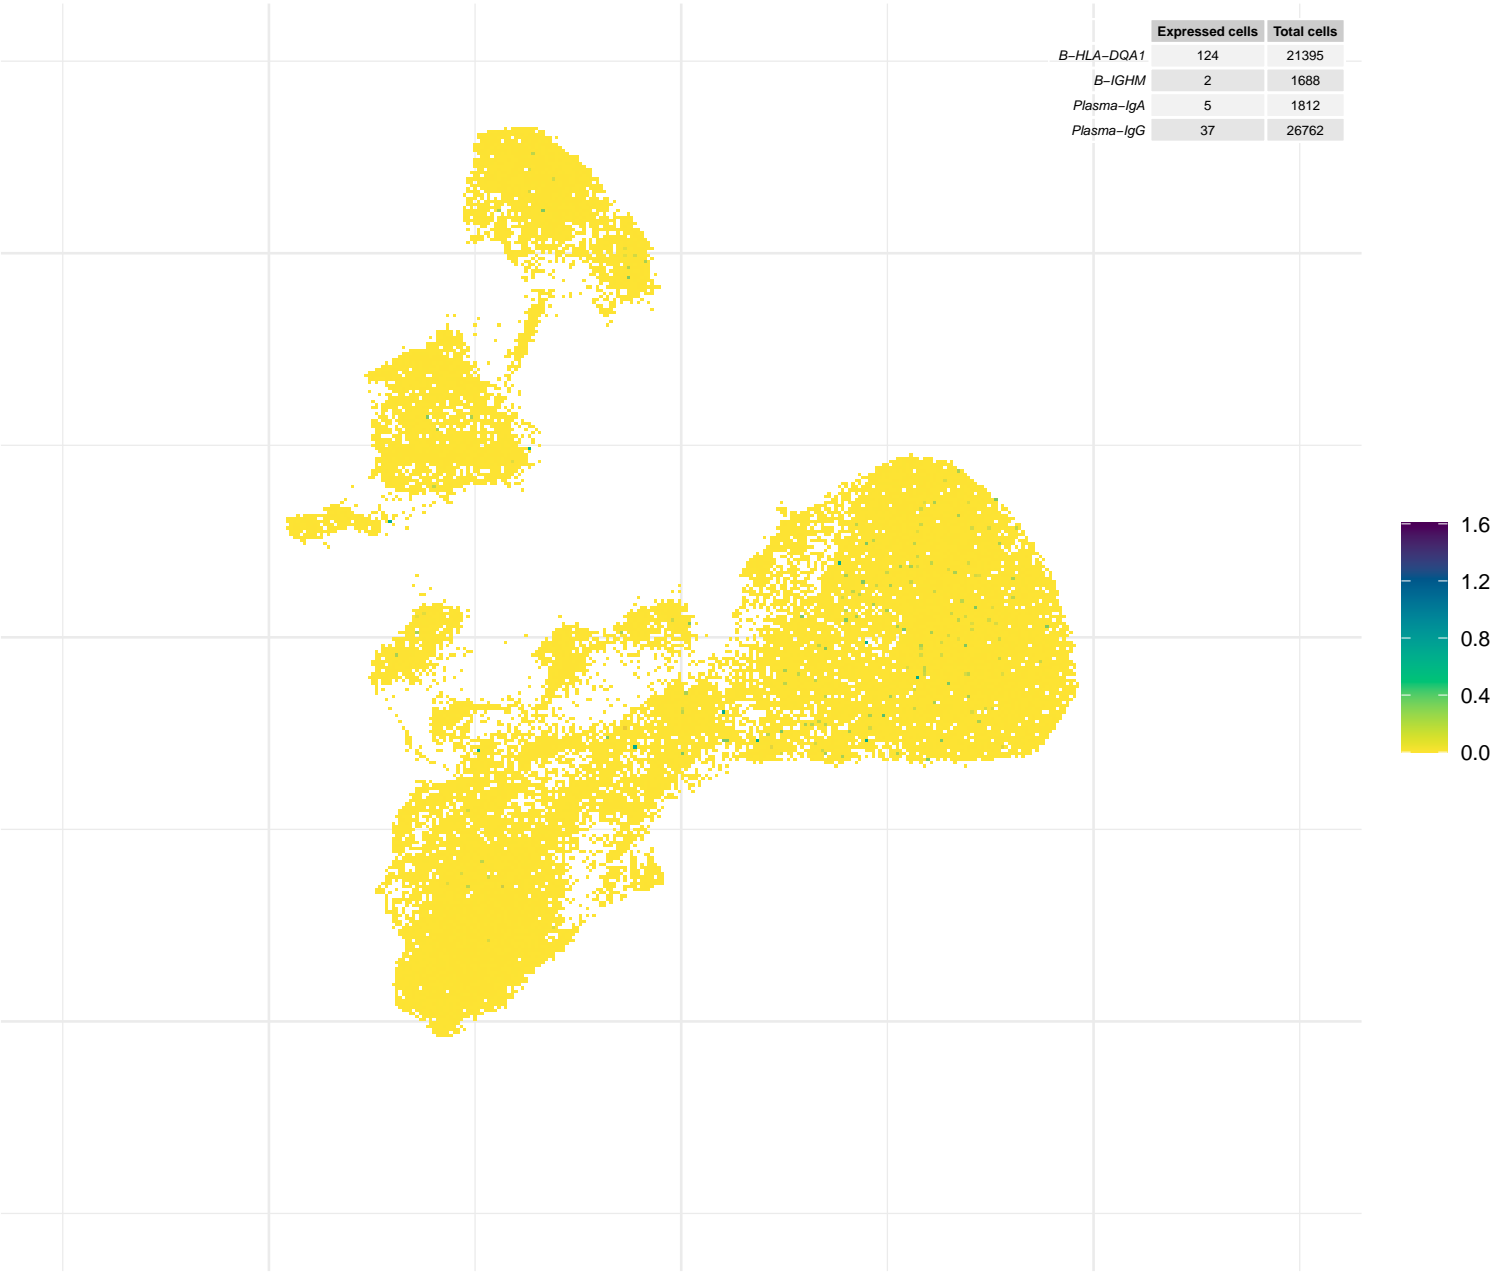 Expressed cells Total cells
B−HLA−DQA1 124 21395
B−IGHM 2 1688
Plasma−IgA 5 1812
Plasma−IgG 37 26762
1.6
1.2
0.8
0.4
0.0